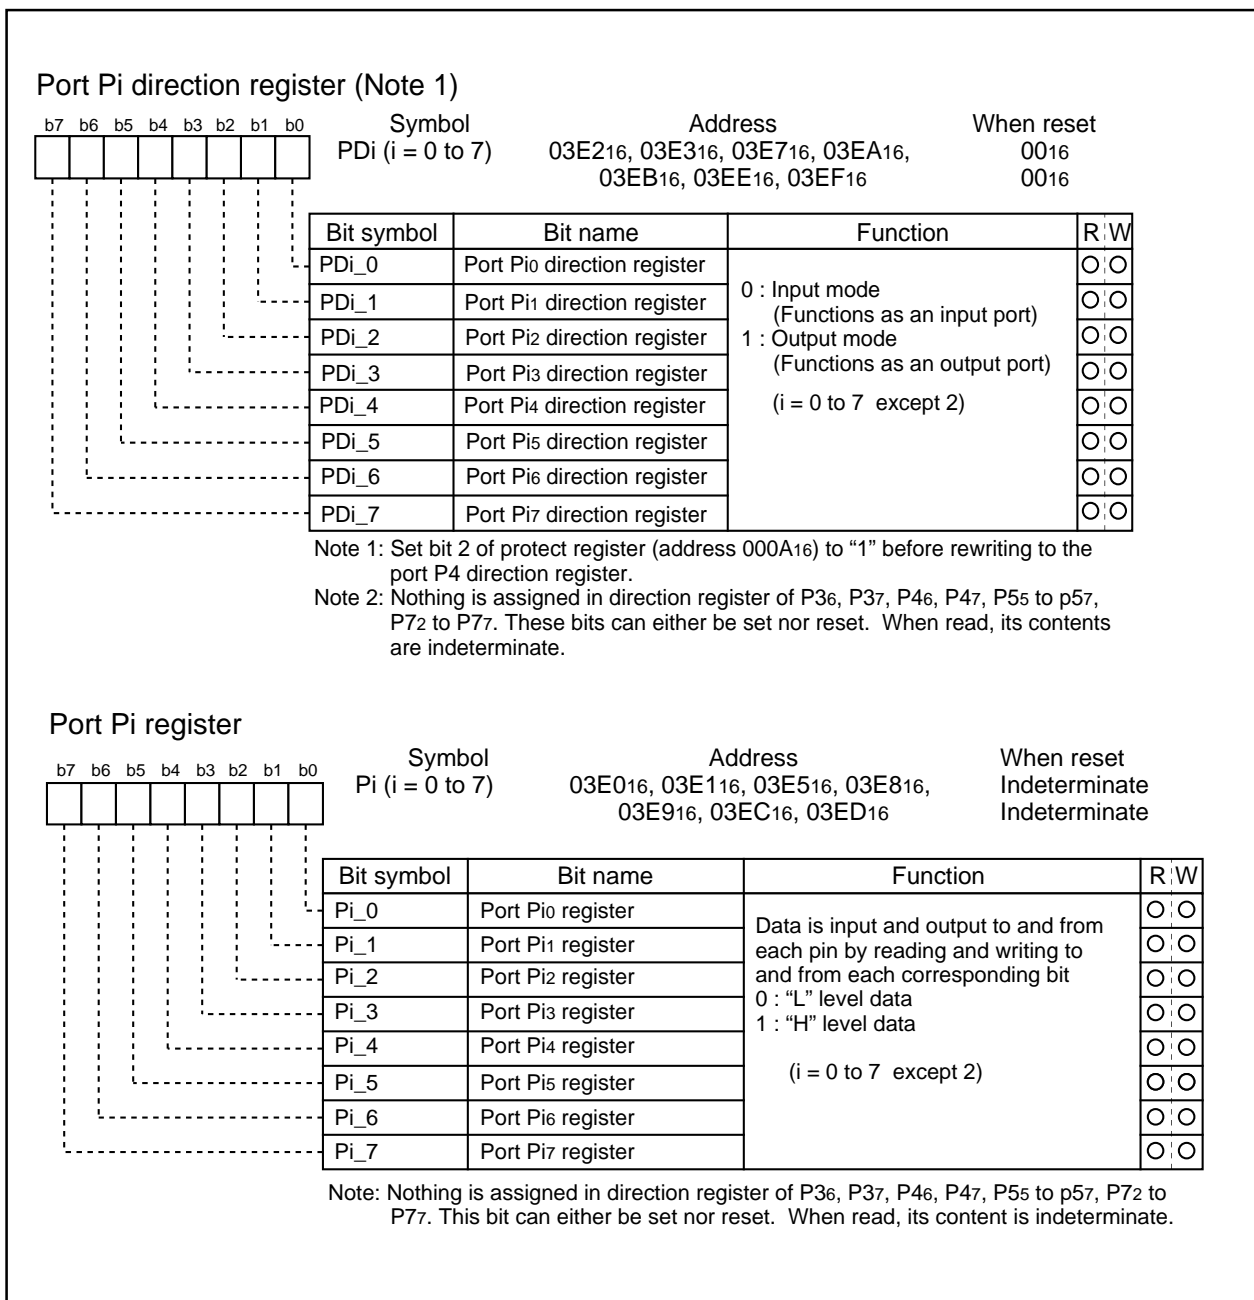 Port Pi direction register (Note 1)
b7 b6 b5 b4 b3 b2 b1 b0
Symbol Address When reset
PDi (i = 0 to 7) 03E216, 03E316, 03E716, 03EA16, 0016
03EB16, 03EE16, 03EF16 0016
Bit symbol Bit name Function R W
PDi_0 Port Pi0 direction register
PDi_1 Port Pi1 direction register
PDi_2 Port Pi2 direction register
PDi_3 Port Pi3 direction register
PDi_4 Port Pi4 direction register
PDi_5 Port Pi5 direction register
PDi_6 Port Pi6 direction register
PDi_7 Port Pi7 direction register
0 : Input mode
(Functions as an input port)
1 : Output mode
(Functions as an output port)
(i = 0 to 7 except 2)
Note 1: Set bit 2 of protect register (address 000A16) to “1” before rewriting to the
port P4 direction register.
Note 2: Nothing is assigned in direction register of P36, P37, P46, P47, P55 to p57,
P72 to P77. These bits can either be set nor reset. When read, its contents
are indeterminate.
Port Pi register
b7 b6 b5 b4 b3 b2 b1 b0
Symbol Address When reset
Pi (i = 0 to 7) 03E016, 03E116, 03E516, 03E816, Indeterminate
03E916, 03EC16, 03ED16 Indeterminate
Bit symbol Bit name Function R W
Pi_0 Port Pi0 register
Pi_1 Port Pi1 register
Pi_2 Port Pi2 register
Pi_3 Port Pi3 register
Pi_4 Port Pi4 register
Pi_5 Port Pi5 register
Pi_6 Port Pi6 register
Pi_7 Port Pi7 register
Data is input and output to and from
each pin by reading and writing to
and from each corresponding bit
0 : “L” level data
1 : “H” level data
(i = 0 to 7 except 2)
Note: Nothing is assigned in direction register of P36, P37, P46, P47, P55 to p57, P72 to
P77. This bit can either be set nor reset. When read, its content is indeterminate.